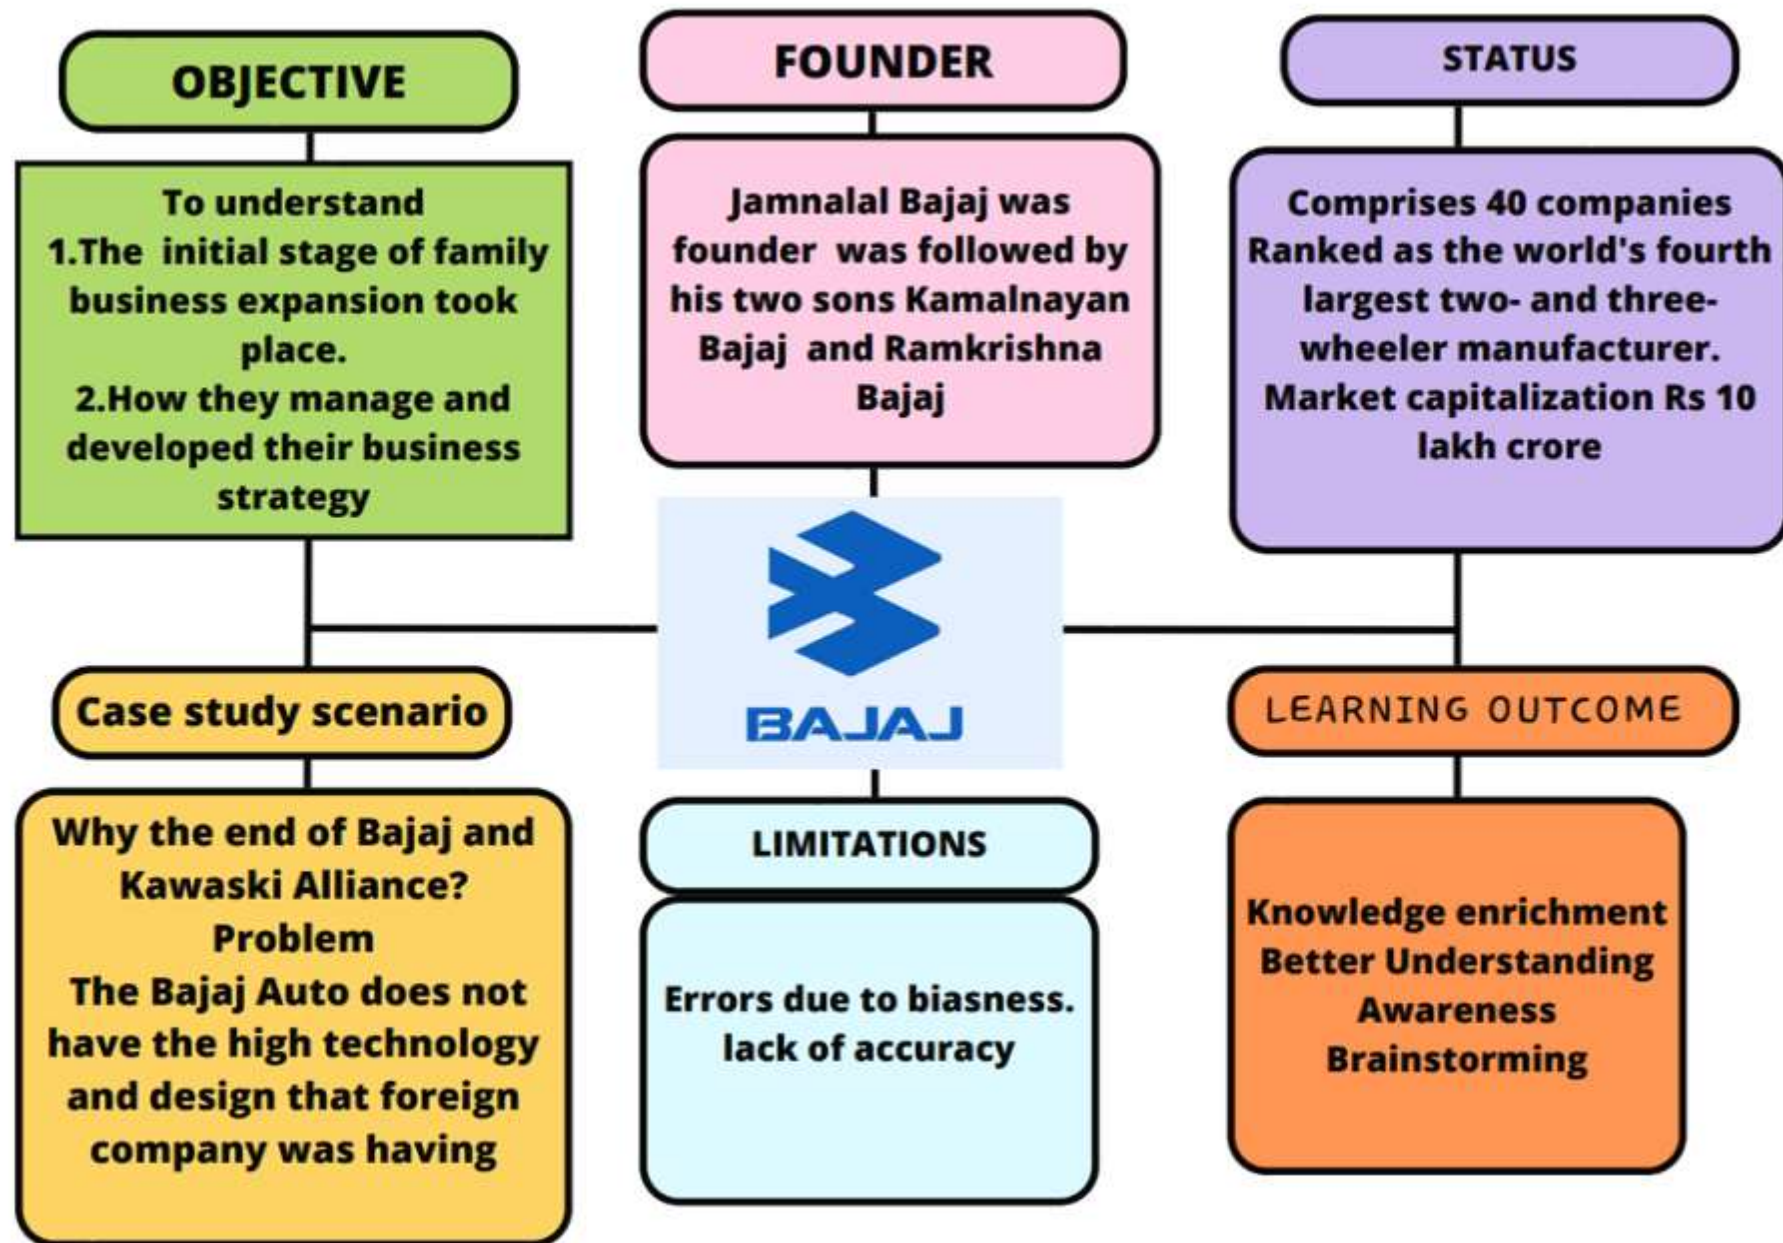 OBJECTIVE
To understand
1.The initial stage of family
business expansion took
place.
2.How they manage and
developed their business
strategy
FOUNDER
Jamnalal Bajaj was
founder was followed by
his two sons Kamalnayan
Bajaj and Ramkrishna
Bajaj
STATUS
Comprises 40 companies
Ranked as the world's fourth
largest two- and three-
wheeler manufacturer.
Market capitalization Rs 10
lakh crore
BAJAJ
Case study scenario
Why the end of Bajaj and
Kawaski Alliance?
Problem
The Bajaj Auto does not
have the high technology
and design that foreign
company was having
LIMITATIONS
Errors due to biasness.
lack of accuracy
LEARNING OUTCOME
Knowledge enrichment
Better Understanding
Awareness
Brainstorming